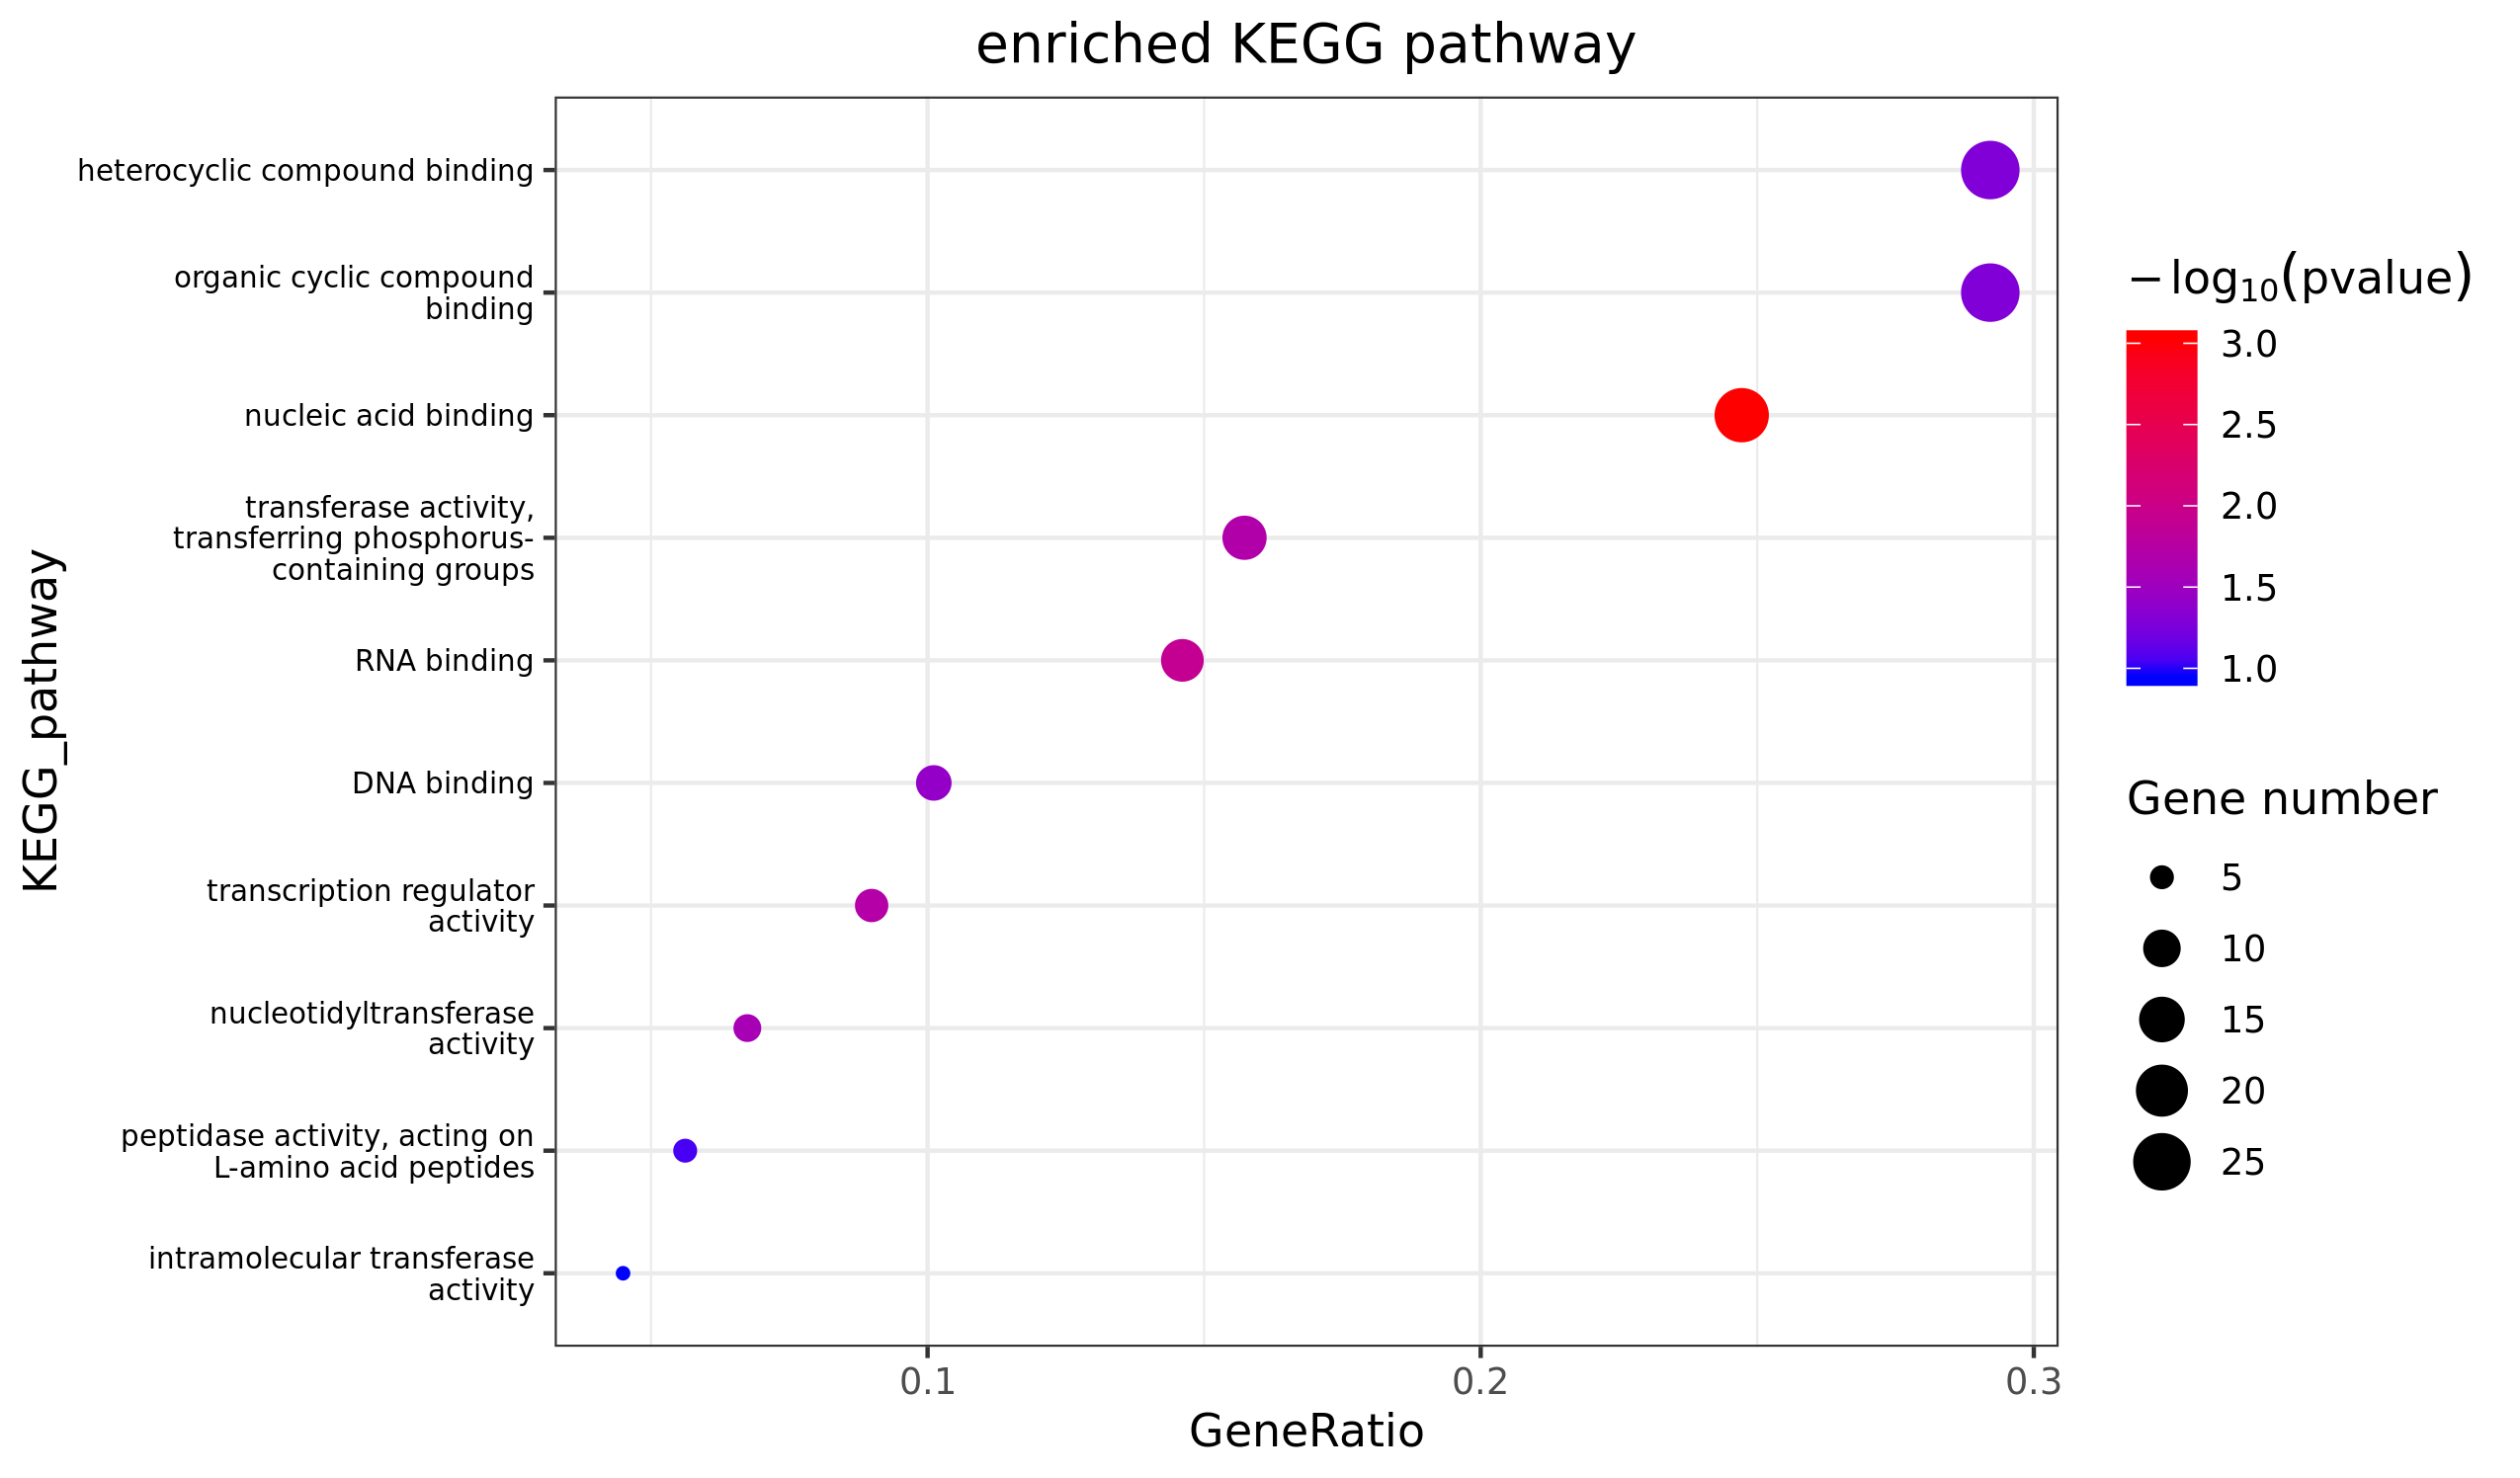 enriched KEGG pathway
KEGG_pathway
heterocyclic compound binding
organic cyclic compound
binding
nucleic acid binding
transferase activity,
transferring phosphorus-
containing groups
RNA binding
DNA binding
transcription regulator
activity
nucleotidyltransferase
activity
peptidase activity, acting on
L-amino acid peptides
intramolecular transferase
activity
0.1
0.2
0.3
GeneRatio
−log₁₀(pvalue)
3.0
2.5
2.0
1.5
1.0
Gene number
5
10
15
20
25